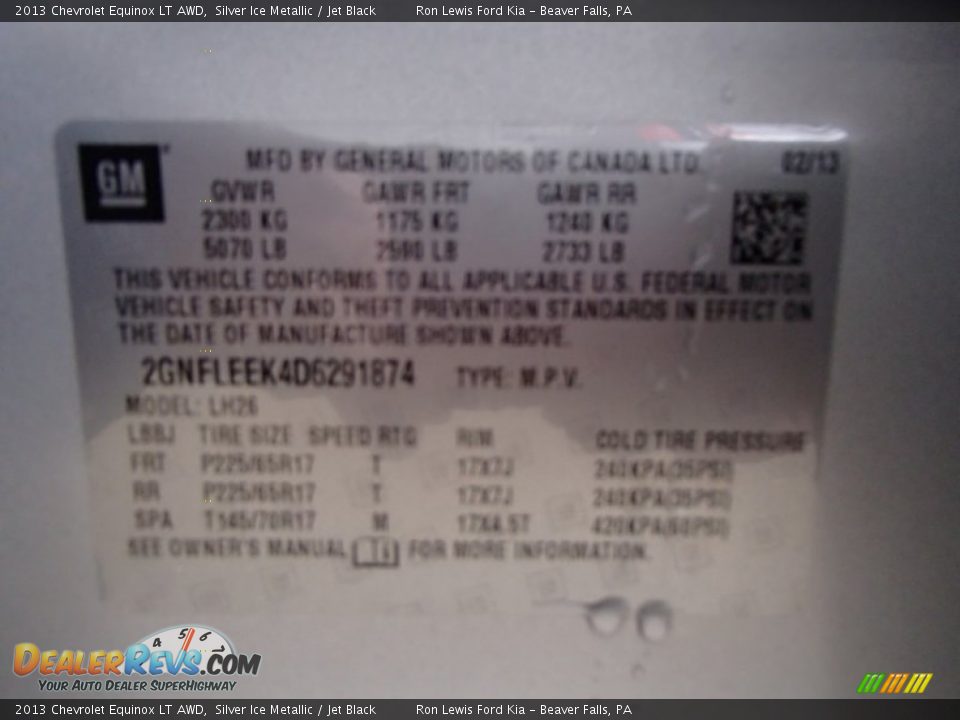 2013 Chevrolet Equinox LT AWD, Silver Ice Metallic / Jet Black Ron Lewis Ford Kia - Beaver Falls, PA
GM MFD BY GENERAL MOTORS OF CANADA LTD 02/13
GVWR GAWR FRT GAWR RR
2300 KG 1175 KG 1240 KG
5070 LB 2590 LB 2733 LB
THIS VEHICLE CONFORMS TO ALL APPLICABLE U.S. FEDERAL MOTOR
VEHICLE SAFETY AND THEFT PREVENTION STANDARDS IN EFFECT ON
THE DATE OF MANUFACTURE SHOWN ABOVE.
2GNFLEEK4D6291874 TYPE: M.P.V.
MODEL: LH26
TIRE SIZE SPEED RTG RIM COLD TIRE PRESSURE
FRT P225/65R17 T 17X7J 240KPA(35PSI)
RR P225/65R17 T 17X7J 240KPA(35PSI)
SPA T145/70R17 M 17X4.5T 420KPA(60PSI)
SEE OWNER'S MANUAL FOR MORE INFORMATION.
4 5 6 7
DealerRevs.com
Your Auto Dealer SuperHighway
2013 Chevrolet Equinox LT AWD, Silver Ice Metallic / Jet Black Ron Lewis Ford Kia - Beaver Falls, PA